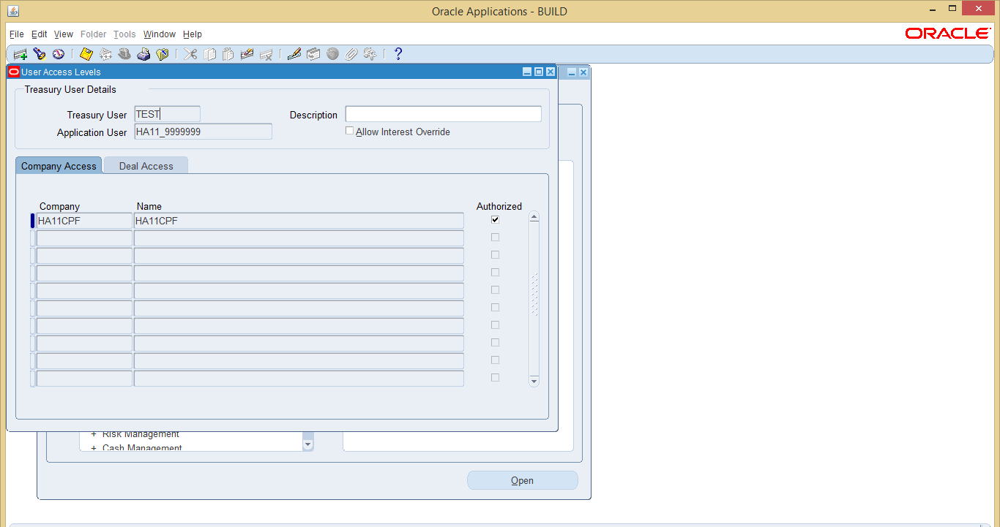 Oracle Applications - BUILD
File Edit View Folder Tools Window Help
ORACLE
User Access Levels
Treasury User Details
Treasury User TEST Description
Application User HA11_9999999 Allow Interest Override
Company Access Deal Access
Company Name Authorized
HA11CPF HA11CPF
+ Risk Management
+ Cash Management
Open